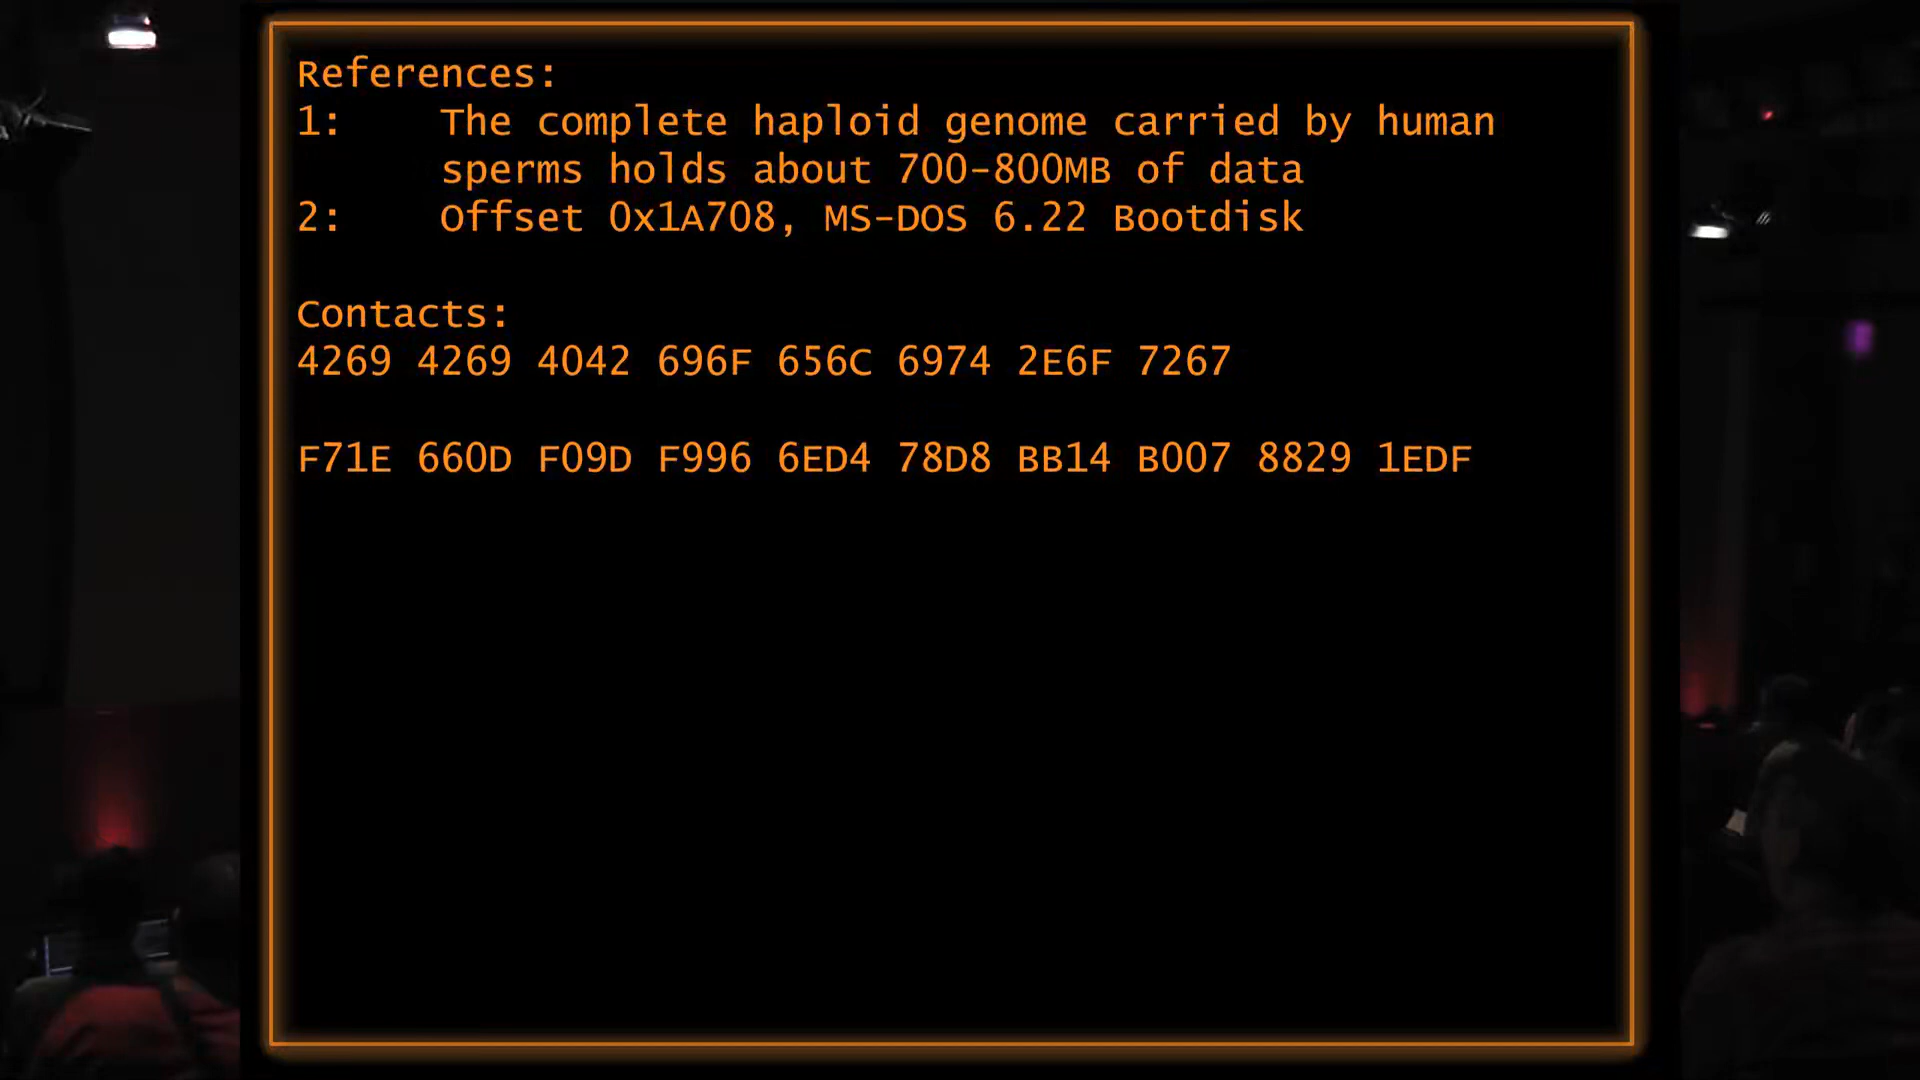 References:
1: The complete haploid genome carried by human
sperms holds about 700-800MB of data
2: Offset 0x1A708, MS-DOS 6.22 Bootdisk
Contacts:
4269 4269 4042 696F 656C 6974 2E6F 7267
F71E 660D F09D F996 6ED4 78D8 BB14 B007 8829 1EDF